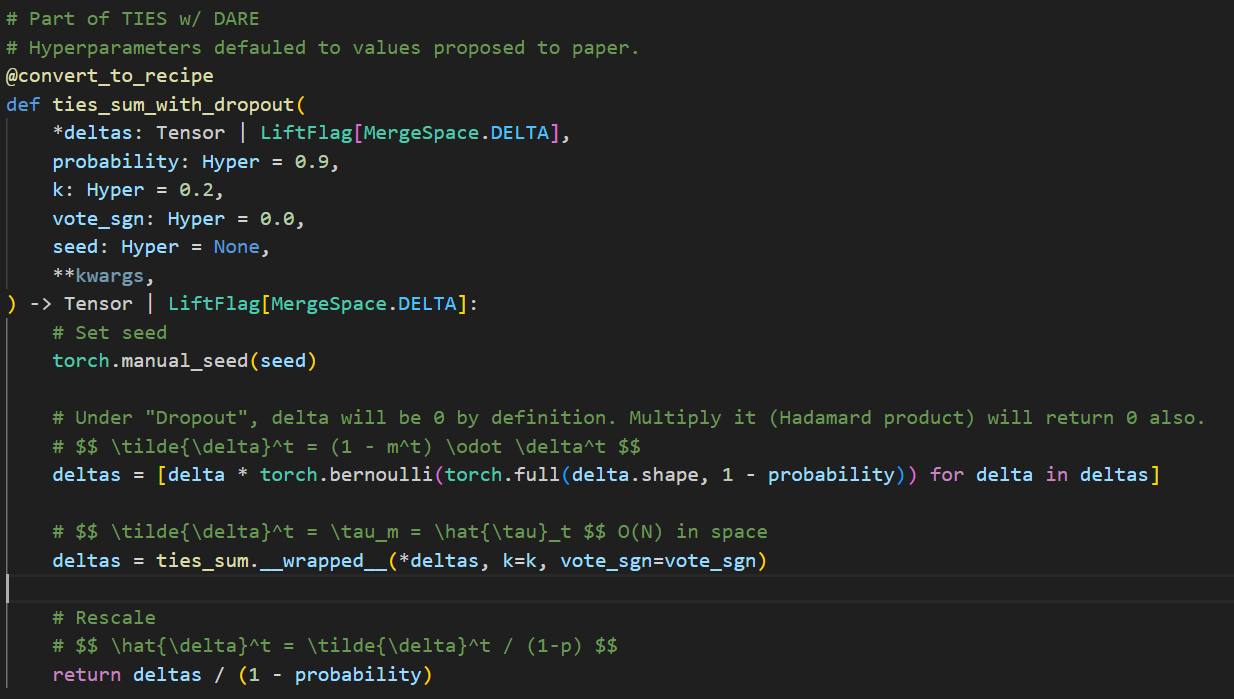 # Part of TIES w/ DARE
# Hyperparameters defauled to values proposed to paper.
@convert_to_recipe
def ties_sum_with_dropout(
    *deltas: Tensor | LiftFlag[MergeSpace.DELTA],
    probability: Hyper = 0.9,
    k: Hyper = 0.2,
    vote_sgn: Hyper = 0.0,
    seed: Hyper = None,
    **kwargs,
) -> Tensor | LiftFlag[MergeSpace.DELTA]:
    # Set seed
    torch.manual_seed(seed)
    # Under "Dropout", delta will be 0 by definition. Multiply it (Hadamard product) will return 0 also.
    # $$ \tilde{\delta}^t = (1 - m^t) \odot \delta^t $$
    deltas = [delta * torch.bernoulli(torch.full(delta.shape, 1 - probability)) for delta in deltas]
    # $$ \tilde{\delta}^t = \tau_m = \hat{\tau}_t $$ O(N) in space
    deltas = ties_sum.__wrapped__(*deltas, k=k, vote_sgn=vote_sgn)
    # Rescale
    # $$ \hat{\delta}^t = \tilde{\delta}^t / (1-p) $$
    return deltas / (1 - probability)